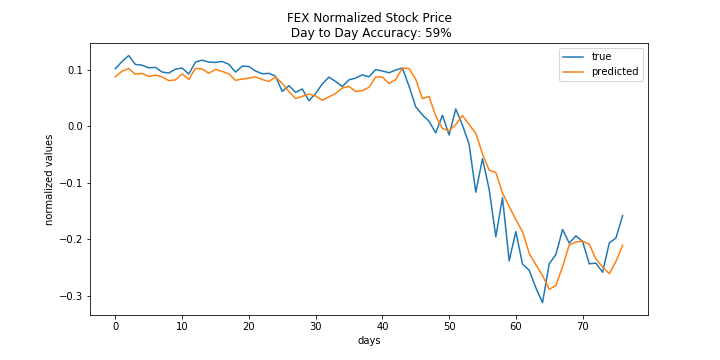 FEX Normalized Stock Price
Day to Day Accuracy: 59%
true
predicted
normalized values
0.1
0.0
−0.1
−0.2
−0.3
0 10 20 30 40 50 60 70
days